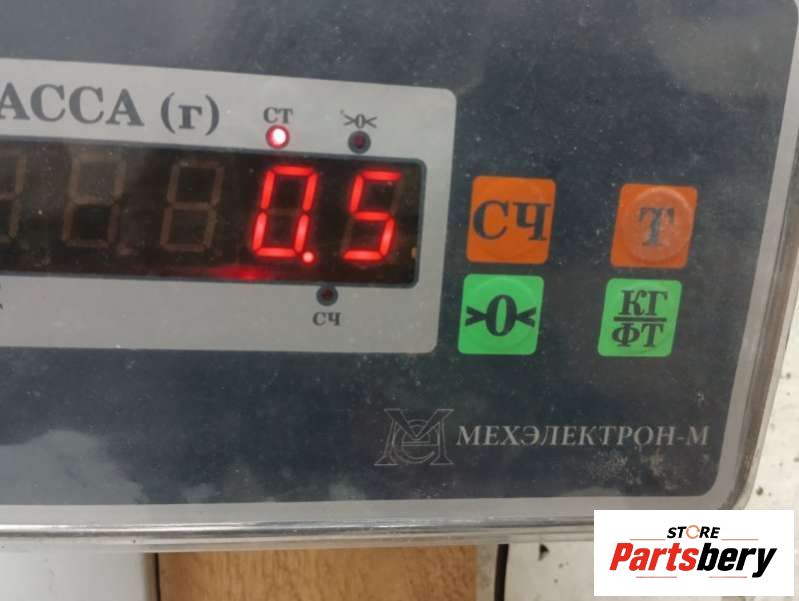 АССА (г)
СТ
>0<
0.5
СЧ
Т
СЧ
>0<
КГ
ФТ
МЕХЭЛЕКТРОН-М
STORE
Partsbery